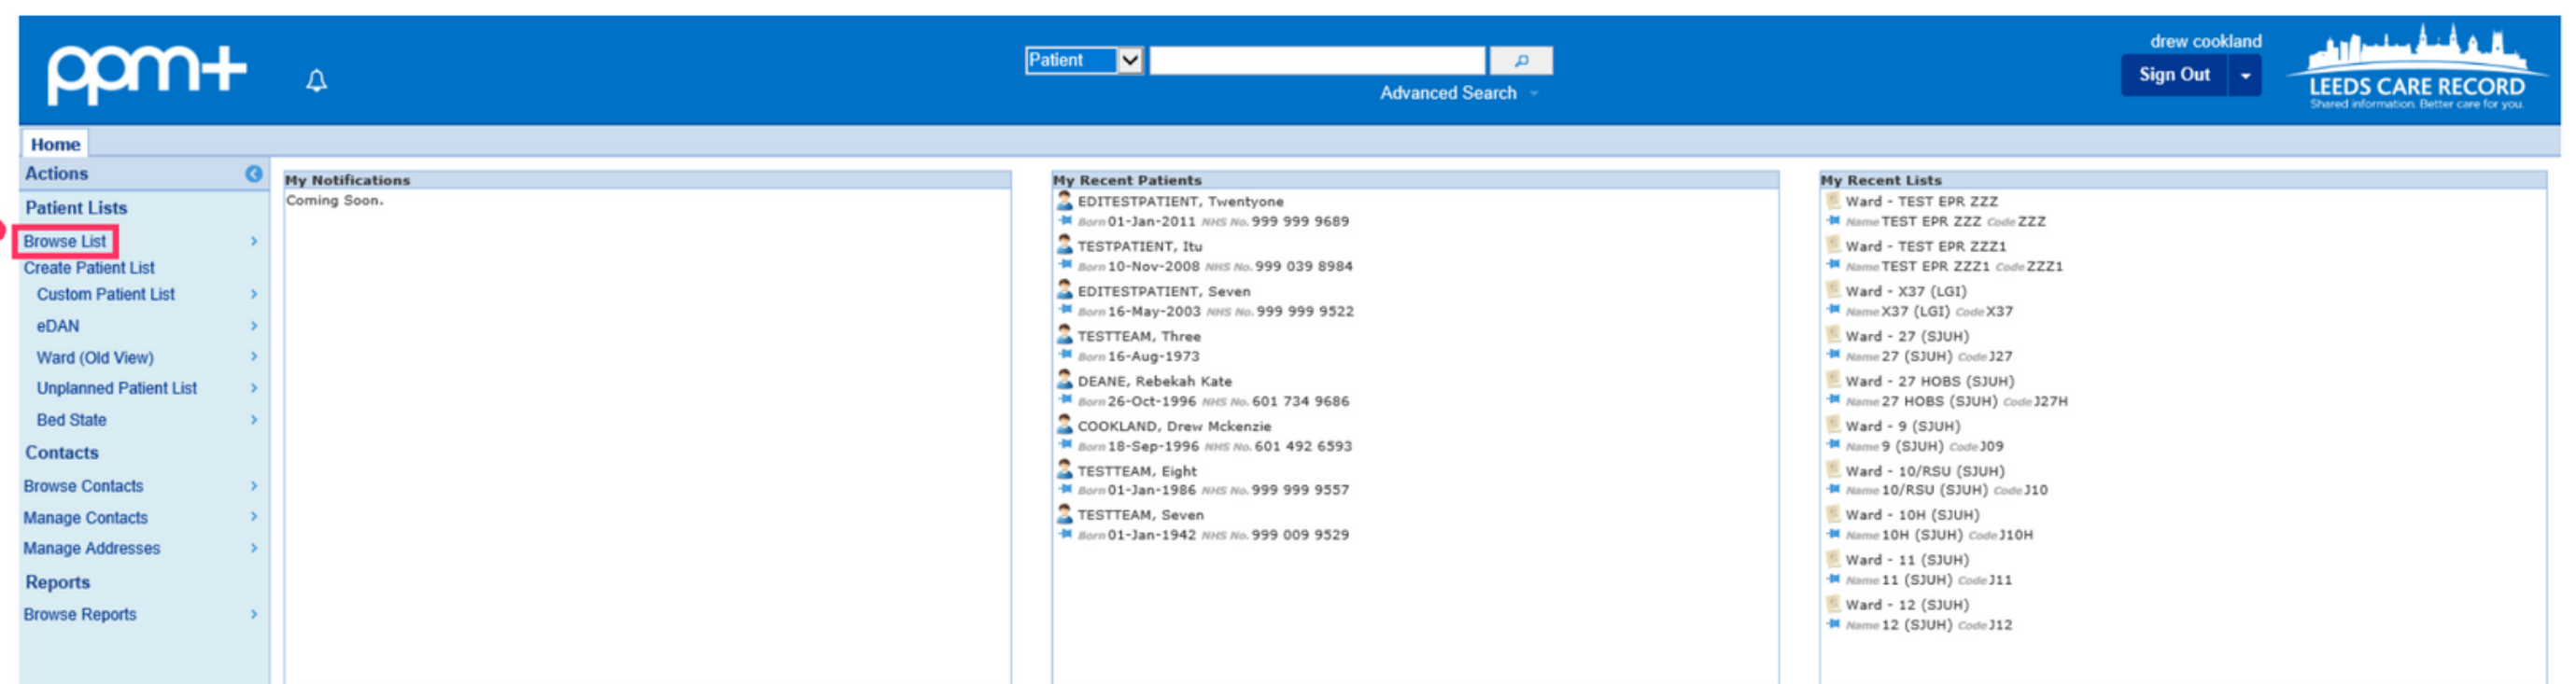 ppm+
Patient
Advanced Search
drew cookland
Sign Out
LEEDS CARE RECORD
Shared information. Better care for you.
Home
Actions
Patient Lists
Browse List
Create Patient List
Custom Patient List
eDAN
Ward (Old View)
Unplanned Patient List
Bed State
Contacts
Browse Contacts
Manage Contacts
Manage Addresses
Reports
Browse Reports
My Notifications
Coming Soon.
My Recent Patients
EDITESTPATIENT, Twentyone
Born 01-Jan-2011 NHS No. 999 999 9689
TESTPATIENT, Itu
Born 10-Nov-2008 NHS No. 999 039 8984
EDITESTPATIENT, Seven
Born 16-May-2003 NHS No. 999 999 9522
TESTTEAM, Three
Born 16-Aug-1973
DEANE, Rebekah Kate
Born 26-Oct-1996 NHS No. 601 734 9686
COOKLAND, Drew Mckenzie
Born 18-Sep-1996 NHS No. 601 492 6593
TESTTEAM, Eight
Born 01-Jan-1986 NHS No. 999 999 9557
TESTTEAM, Seven
Born 01-Jan-1942 NHS No. 999 009 9529
My Recent Lists
Ward - TEST EPR ZZZ
Name TEST EPR ZZZ Code ZZZ
Ward - TEST EPR ZZZ1
Name TEST EPR ZZZ1 Code ZZZ1
Ward - X37 (LGI)
Name X37 (LGI) Code X37
Ward - 27 (SJUH)
Name 27 (SJUH) Code J27
Ward - 27 HOBS (SJUH)
Name 27 HOBS (SJUH) Code J27H
Ward - 9 (SJUH)
Name 9 (SJUH) Code J09
Ward - 10/RSU (SJUH)
Name 10/RSU (SJUH) Code J10
Ward - 10H (SJUH)
Name 10H (SJUH) Code J10H
Ward - 11 (SJUH)
Name 11 (SJUH) Code J11
Ward - 12 (SJUH)
Name 12 (SJUH) Code J12